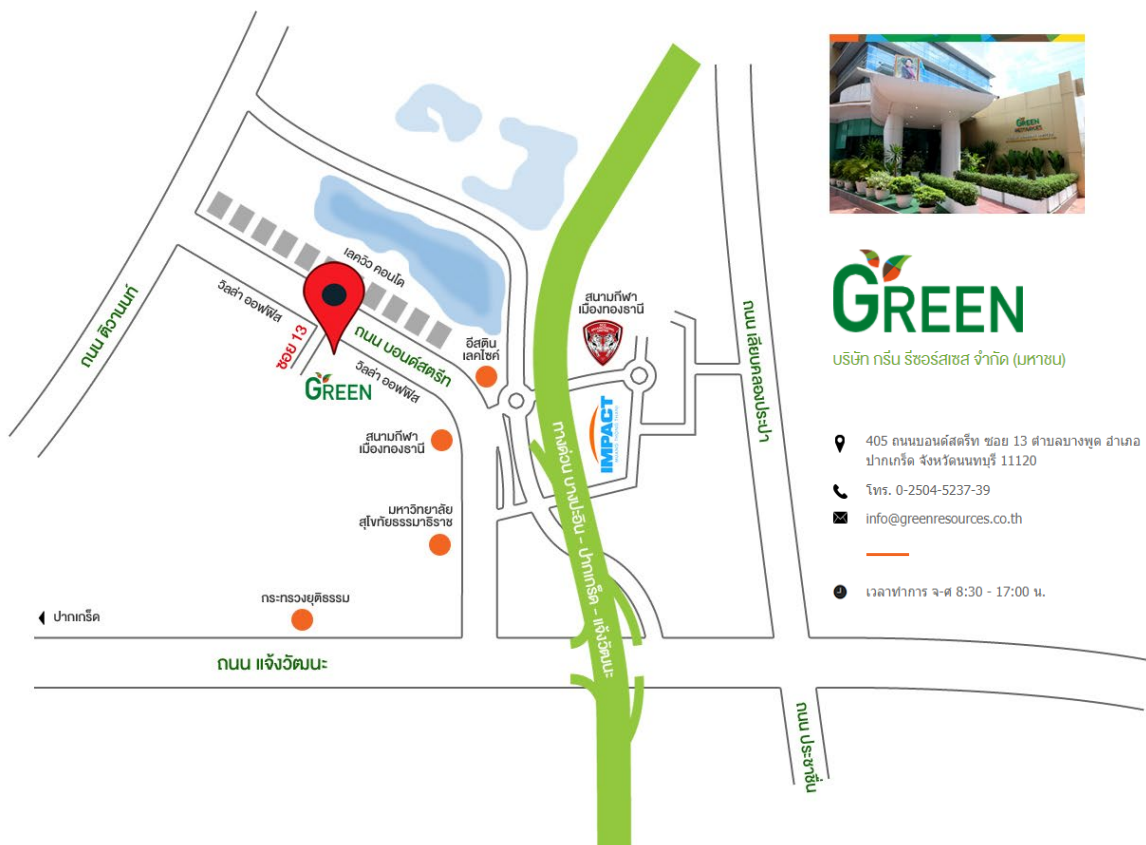 ถนน ติวานนท์
วิลล่า ออฟฟิส
เลควิว คอนโด
ซอย 13
ถนน บอนด์สตรีท
GREEN
วิลล่า ออฟฟิส
อีสติน
เลคไซค์
สนามกีฬา
เมืองทองธานี
IMPACT
ถนน เลียบคลองประปา
สนามกีฬา
เมืองทองธานี
มหาวิทยาลัย
สุโขทัยธรรมาธิราช
ทางด่วน บางปะอิน - ปากเกร็ด - แจ้งวัฒนะ
กระทรวงยุติธรรม
ปากเกร็ด
ถนน แจ้งวัฒนะ
ถนน ประชาชื่น
GREEN
GREEN
บริษัท กรีน รีซอร์สเซส จำกัด (มหาชน)
405 ถนนบอนด์สตรีท ซอย 13 ตำบลบางพูด อำเภอ
ปากเกร็ด จังหวัดนนทบุรี 11120
โทร. 0-2504-5237-39
info@greenresources.co.th
เวลาทำการ จ-ศ 8:30 - 17:00 น.